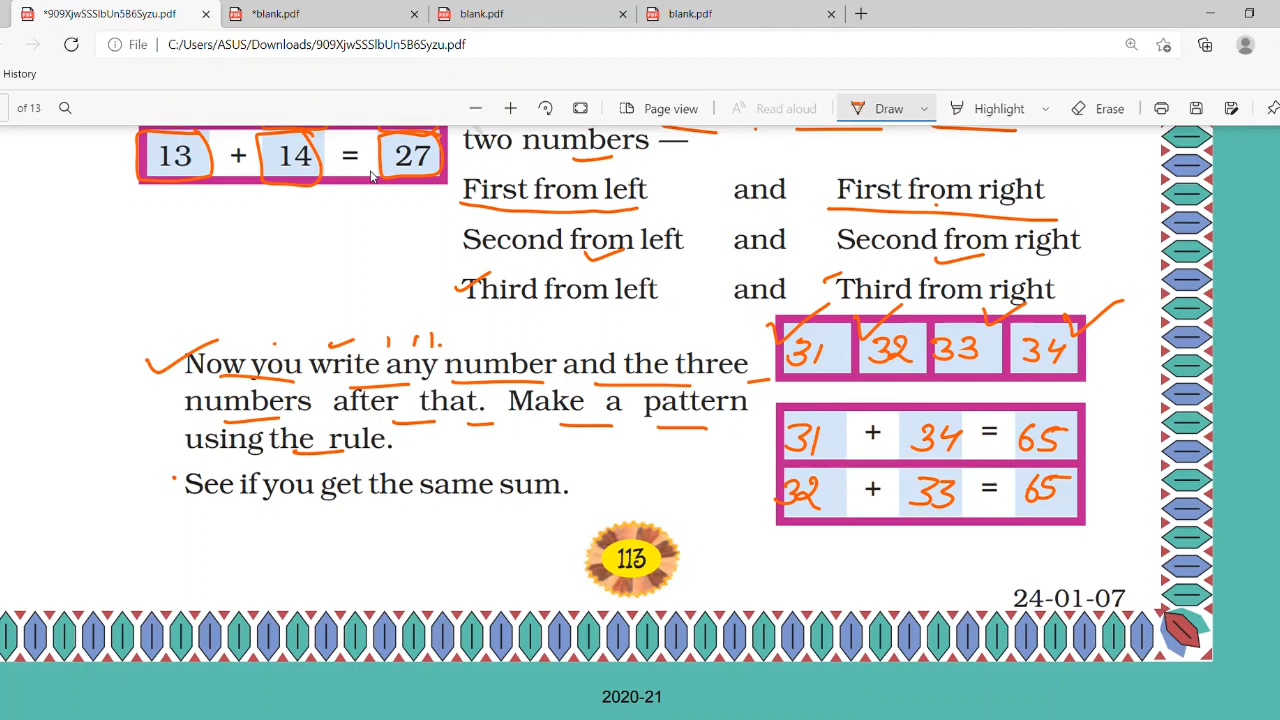 *909XjwSSSlbUn5B6Syzu.pdf *blank.pdf blank.pdf blank.pdf
File C:/Users/ASUS/Downloads/909XjwSSSlbUn5B6Syzu.pdf
History
of 13 Page view Read aloud Draw Highlight Erase
13 + 14 = 27
two numbers —
First from left and First from right
Second from left and Second from right
Third from left and Third from right
31 32 33 34
Now you write any number and the three
numbers after that. Make a pattern
using the rule.
31 + 34 = 65
32 + 33 = 65
See if you get the same sum.
113
24-01-07
2020-21